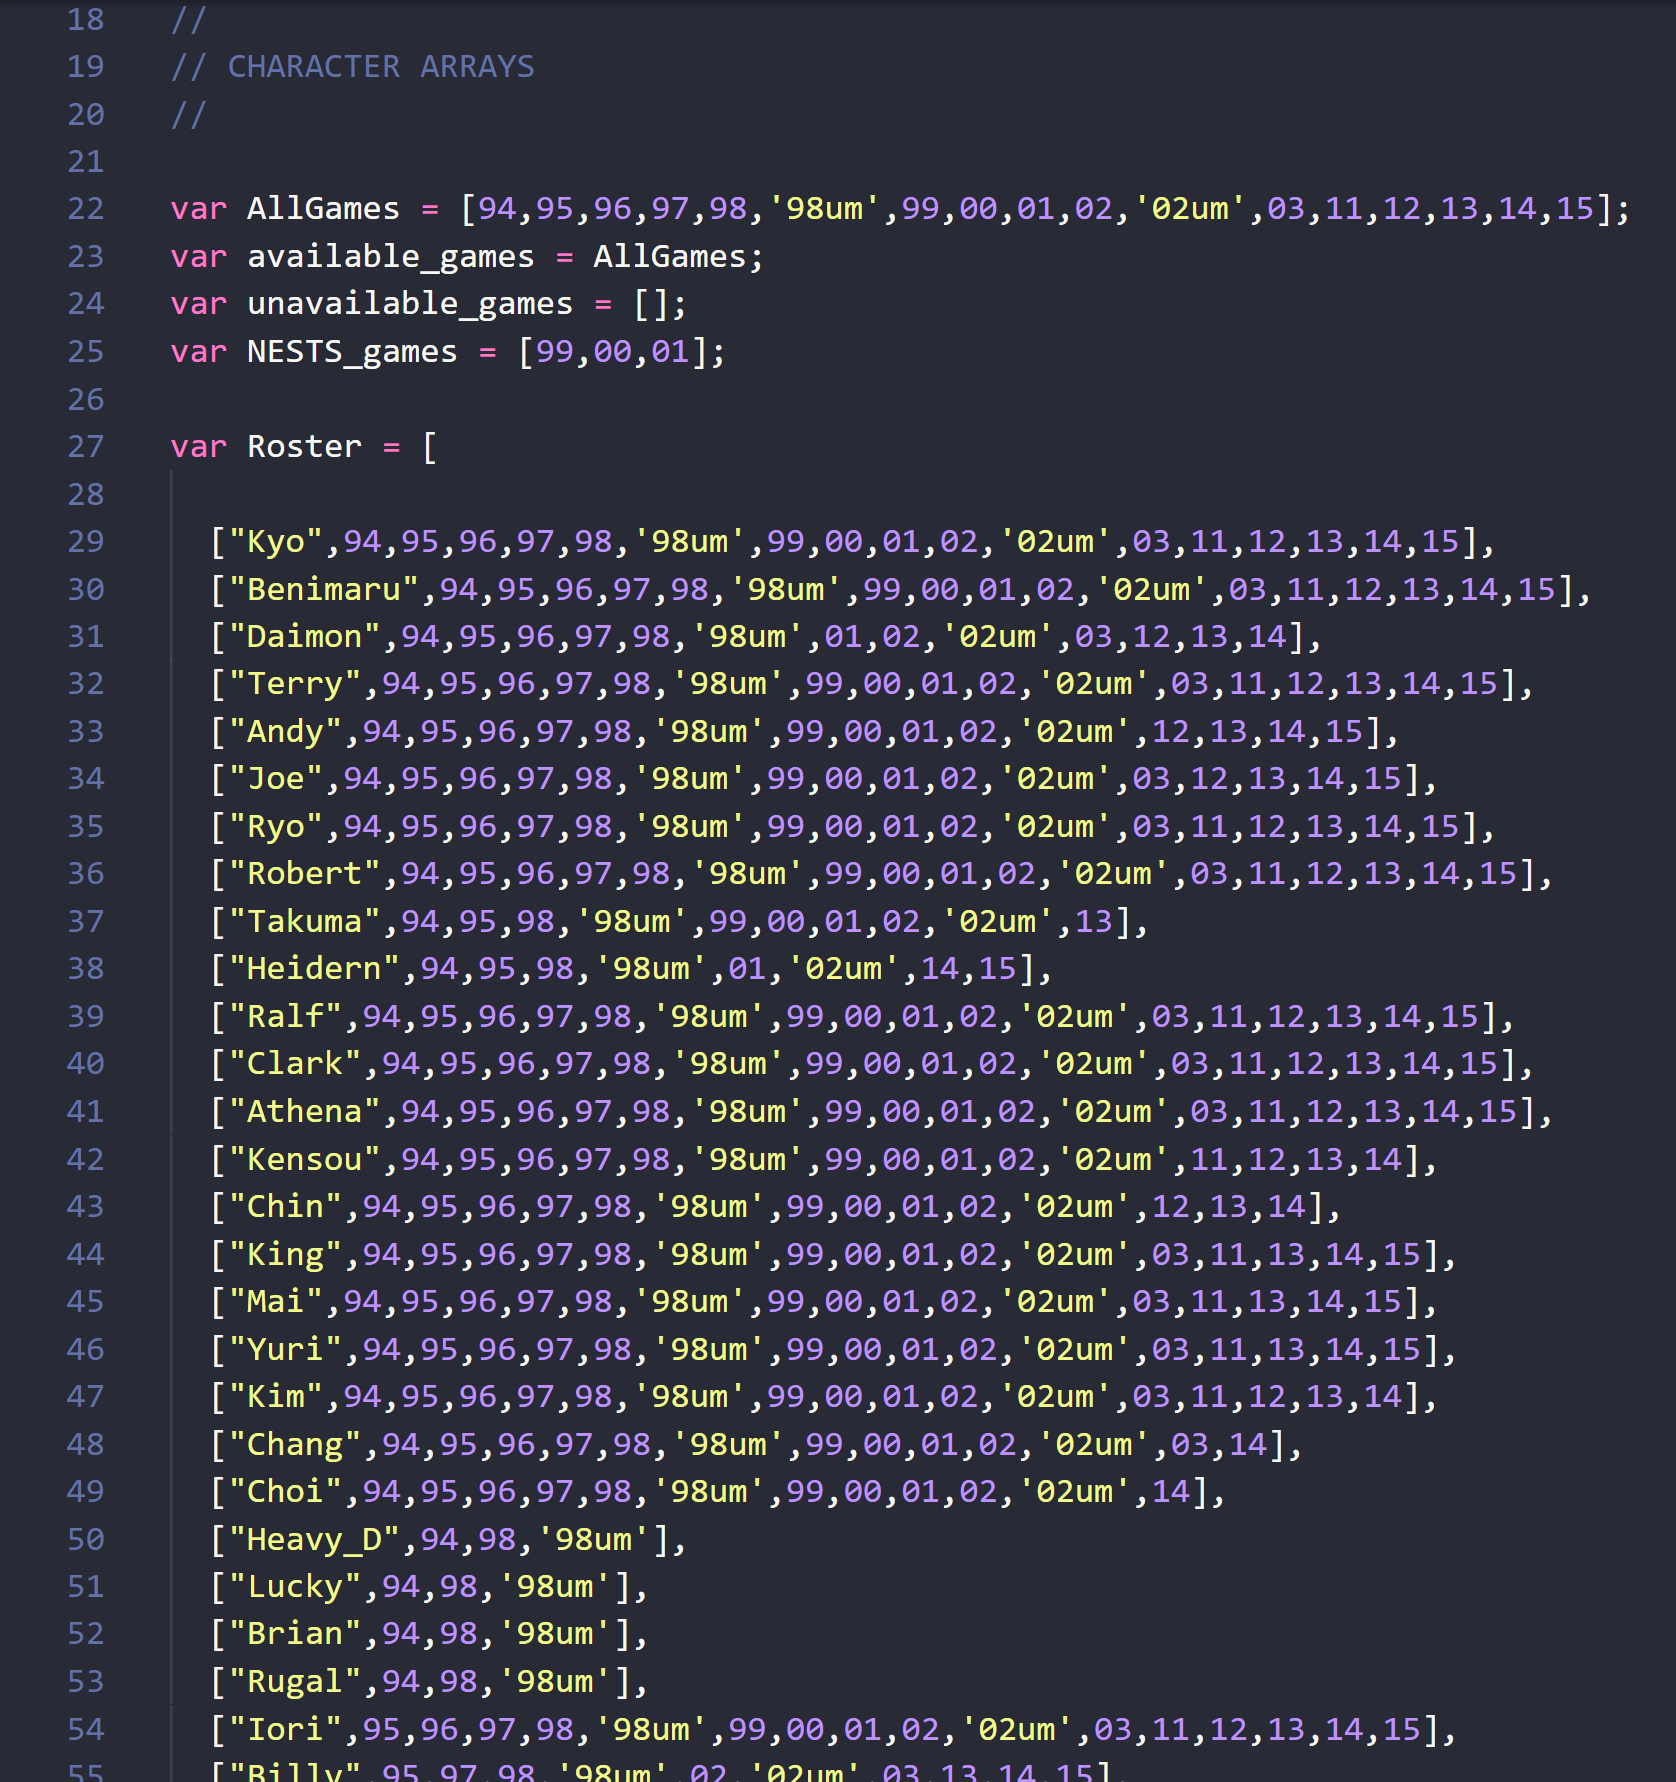 18 //
19 // CHARACTER ARRAYS
20 //
21
22 var AllGames = [94,95,96,97,98,'98um',99,00,01,02,'02um',03,11,12,13,14,15];
23 var available_games = AllGames;
24 var unavailable_games = [];
25 var NESTS_games = [99,00,01];
26
27 var Roster = [
28
29 ["Kyo",94,95,96,97,98,'98um',99,00,01,02,'02um',03,11,12,13,14,15],
30 ["Benimaru",94,95,96,97,98,'98um',99,00,01,02,'02um',03,11,12,13,14,15],
31 ["Daimon",94,95,96,97,98,'98um',01,02,'02um',03,12,13,14],
32 ["Terry",94,95,96,97,98,'98um',99,00,01,02,'02um',03,11,12,13,14,15],
33 ["Andy",94,95,96,97,98,'98um',99,00,01,02,'02um',12,13,14,15],
34 ["Joe",94,95,96,97,98,'98um',99,00,01,02,'02um',03,12,13,14,15],
35 ["Ryo",94,95,96,97,98,'98um',99,00,01,02,'02um',03,11,12,13,14,15],
36 ["Robert",94,95,96,97,98,'98um',99,00,01,02,'02um',03,11,12,13,14,15],
37 ["Takuma",94,95,98,'98um',99,00,01,02,'02um',13],
38 ["Heidern",94,95,98,'98um',01,'02um',14,15],
39 ["Ralf",94,95,96,97,98,'98um',99,00,01,02,'02um',03,11,12,13,14,15],
40 ["Clark",94,95,96,97,98,'98um',99,00,01,02,'02um',03,11,12,13,14,15],
41 ["Athena",94,95,96,97,98,'98um',99,00,01,02,'02um',03,11,12,13,14,15],
42 ["Kensou",94,95,96,97,98,'98um',99,00,01,02,'02um',11,12,13,14],
43 ["Chin",94,95,96,97,98,'98um',99,00,01,02,'02um',12,13,14],
44 ["King",94,95,96,97,98,'98um',99,00,01,02,'02um',03,11,13,14,15],
45 ["Mai",94,95,96,97,98,'98um',99,00,01,02,'02um',03,11,13,14,15],
46 ["Yuri",94,95,96,97,98,'98um',99,00,01,02,'02um',03,11,13,14,15],
47 ["Kim",94,95,96,97,98,'98um',99,00,01,02,'02um',03,11,12,13,14],
48 ["Chang",94,95,96,97,98,'98um',99,00,01,02,'02um',03,14],
49 ["Choi",94,95,96,97,98,'98um',99,00,01,02,'02um',14],
50 ["Heavy_D",94,98,'98um'],
51 ["Lucky",94,98,'98um'],
52 ["Brian",94,98,'98um'],
53 ["Rugal",94,98,'98um'],
54 ["Iori",95,96,97,98,'98um',99,00,01,02,'02um',03,11,12,13,14,15],
55 ["Billy",95,97,98,'98um',02,'02um',03,13,14,15],